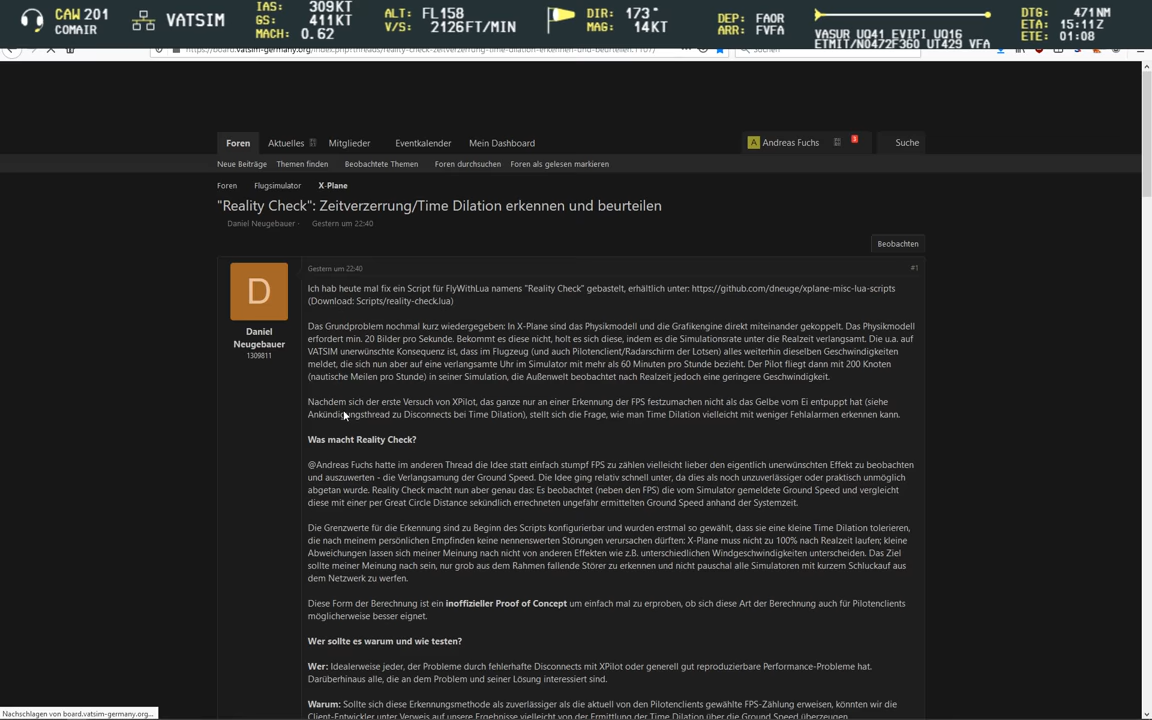 CAW 201
COMAIR
VATSIM
IAS: 309KT
GS: 411KT
MACH: 0.62
ALT: FL158
V/S: 2126FT/MIN
DIR: 173°
MAG: 14KT
DEP: FAOR
ARR: FVFA
VASUR UQ41 EVIPI UQ16
ETMIT/N0472F360 UT429 VFA
DTG: 471NM
ETA: 15:11Z
ETE: 01:08
Suchen
Foren Aktuelles Mitglieder Eventkalender Mein Dashboard
A Andreas Fuchs 3 Suche
Neue Beiträge Themen finden Beobachtete Themen Foren durchsuchen Foren als gelesen markieren
Foren Flugsimulator X-Plane
"Reality Check": Zeitverzerrung/Time Dilation erkennen und beurteilen
Daniel Neugebauer · Gestern um 22:40
Beobachten
D
Daniel
Neugebauer
1309811
Gestern um 22:40 #1
Ich hab heute mal fix ein Script für FlyWithLua namens "Reality Check" gebastelt, erhältlich unter: https://github.com/dneuge/xplane-misc-lua-scripts
(Download: Scripts/reality-check.lua)
Das Grundproblem nochmal kurz wiedergegeben: In X-Plane sind das Physikmodell und die Grafikengine direkt miteinander gekoppelt. Das Physikmodell
erfordert min. 20 Bilder pro Sekunde. Bekommt es diese nicht, holt es sich diese, indem es die Simulationsrate unter die Realzeit verlangsamt. Die u.a. auf
VATSIM unerwünschte Konsequenz ist, dass im Flugzeug (und auch Pilotenclient/Radarschirm der Lotsen) alles weiterhin dieselben Geschwindigkeiten
meldet, die sich nun aber auf eine verlangsamte Uhr im Simulator mit mehr als 60 Minuten pro Stunde bezieht. Der Pilot fliegt dann mit 200 Knoten
(nautische Meilen pro Stunde) in seiner Simulation, die Außenwelt beobachtet nach Realzeit jedoch eine geringere Geschwindigkeit.
Nachdem sich der erste Versuch von XPilot, das ganze nur an einer Erkennung der FPS festzumachen nicht als das Gelbe vom Ei entpuppt hat (siehe
Ankündigungsthread zu Disconnects bei Time Dilation), stellt sich die Frage, wie man Time Dilation vielleicht mit weniger Fehlalarmen erkennen kann.
Was macht Reality Check?
@Andreas Fuchs hatte im anderen Thread die Idee statt einfach stumpf FPS zu zählen vielleicht lieber den eigentlich unerwünschten Effekt zu beobachten
und auszuwerten - die Verlangsamung der Ground Speed. Die Idee ging relativ schnell unter, da dies als noch unzuverlässiger oder praktisch unmöglich
abgetan wurde. Reality Check macht nun aber genau das: Es beobachtet (neben den FPS) die vom Simulator gemeldete Ground Speed und vergleicht
diese mit einer per Great Circle Distance sekündlich errechneten ungefähr ermittelten Ground Speed anhand der Systemzeit.
Die Grenzwerte für die Erkennung sind zu Beginn des Scripts konfigurierbar und wurden erstmal so gewählt, dass sie eine kleine Time Dilation tolerieren,
die nach meinem persönlichen Empfinden keine nennenswerten Störungen verursachen dürften: X-Plane muss nicht zu 100% nach Realzeit laufen; kleine
Abweichungen lassen sich meiner Meinung nach nicht von anderen Effekten wie z.B. unterschiedlichen Windgeschwindigkeiten unterscheiden. Das Ziel
sollte meiner Meinung nach sein, nur grob aus dem Rahmen fallende Störer zu erkennen und nicht pauschal alle Simulatoren mit kurzem Schluckauf aus
dem Netzwerk zu werfen.
Diese Form der Berechnung ist ein inoffizieller Proof of Concept um einfach mal zu erproben, ob sich diese Art der Berechnung auch für Pilotenclients
möglicherweise besser eignet.
Wer sollte es warum und wie testen?
Wer: Idealerweise jeder, der Probleme durch fehlerhafte Disconnects mit XPilot oder generell gut reproduzierbare Performance-Probleme hat.
Darüberhinaus alle, die an dem Problem und seiner Lösung interessiert sind.
Warum: Sollte sich diese Erkennungsmethode als zuverlässiger als die aktuell von den Pilotenclients gewählte FPS-Zählung erweisen, könnten wir die
Client-Entwickler unter Verweis auf unsere Ergebnisse vielleicht von der Ermittlung der Time Dilation über die Ground Speed überzeugen.
Nachschlagen von board.vatsim-germany.org...